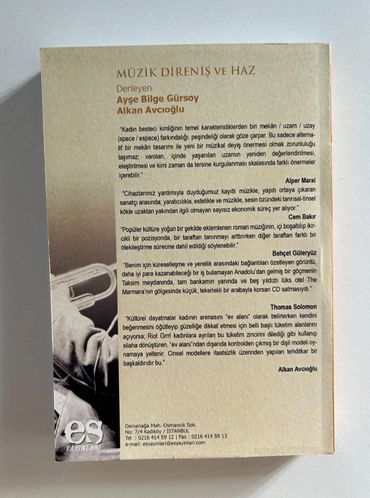 MÜZİK DİRENİŞ VE HAZ
Derleyen
Ayşe Bilge Gürsoy
Alkan Avcıoğlu
"Kadın besteci kimliğinin temel karakteristiklerden biri mekân / uzam / uzay
(space / espace) farkındalığı, peşindeliği olarak göze çarpar. Bu sadece alterna-
tif bir mekân tasarımı ile yeni bir müzikal deyiş önermesi olmak zorunluluğu
taşımaz; varolan, içinde yaşanılan uzamın yeniden değerlendirilmesi,
eleştirilmesi ve kimi zaman da tersine kurgulanması skalasında farklı önermeler
içerebilir."
Alper Maral
"Cihazlarımız yardımıyla duyduğumuz kayıtlı müzikle, yapıtı ortaya çıkaran
sanatçı arasında; yaratıcılıkla, estetikle ve müzikle, sesin özündeki tanrısal-tinsel
kökle uzaktan yakından ilgili olmayan sayısız ekonomik süreç yer alıyor."
Cem Bakır
"Popüler kültüre yoğun bir şekilde eklemlenen roman müziğinin, içi boşaltılıp ikir-
cikli bir pozisyonda, bir taraftan tanınmayı arttırırken diğer taraftan farklı bir
ötekileştirme sürecine dahil edildiği söylenebilir."
Behçet Güleryüz
"Benim için küreselleşme ve yerellik arasındaki bağlantıları özetleyen görüntü,
daha iyi para kazanabileceği bir iş bulamayan Anadolu'dan gelmiş bir göçmenin
Taksim meydanında, tam bankamın yanında ve beş yıldızlı lüks otel The
Marmara'nın gölgesinde küçük, tekerlekli bir arabayla korsan CD satmasıydı."
Thomas Solomon
"Kültürel dayatmalar kadının arenasını "ev alanı" olarak belirlerken kendini
beğenmesini öğütleyip güzelliğe dikkat etmesi için belli başlı tüketim alanlarını
açıyorsa; Riot Grrrl kadınlara ayrılan bu tüketim zincirini dilediği gibi kullanıp
silaha dönüştüren, "ev alanı"ndan dışarıda kontrolden çıkmış bir dişil modeli oy-
namaya yeltenir. Cinsel modellere itaatsizlik üzerinden yapılan tehditkar bir
başkaldırıdır bu."
Alkan Avcıoğlu
es
YAYINLARI
Osmanağa Mah. Osmancık Sok.
No: 7/4 Kadıköy / İSTANBUL
Tel : 0216 414 59 12 | Fax : 0216 414 59 13
e-mail: esyayinlari@esyayinlari.com